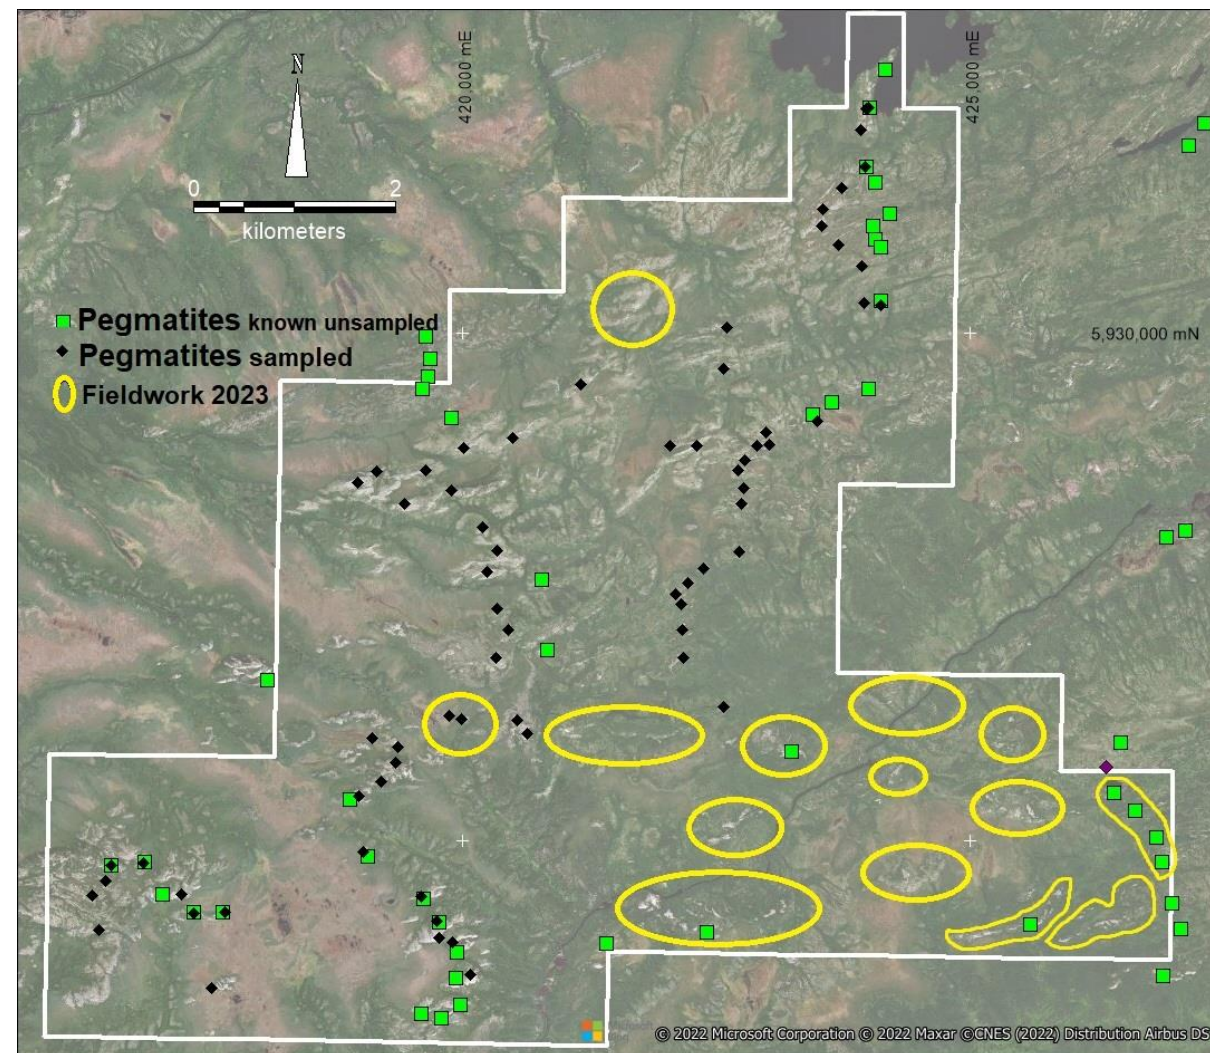 N
420,000 mE
425,000 mE
0 2
kilometers
Pegmatites known unsampled
5,930,000 mN
Pegmatites sampled
Fieldwork 2023
© 2022 Microsoft Corporation © 2022 Maxar ©CNES (2022) Distribution Airbus DS